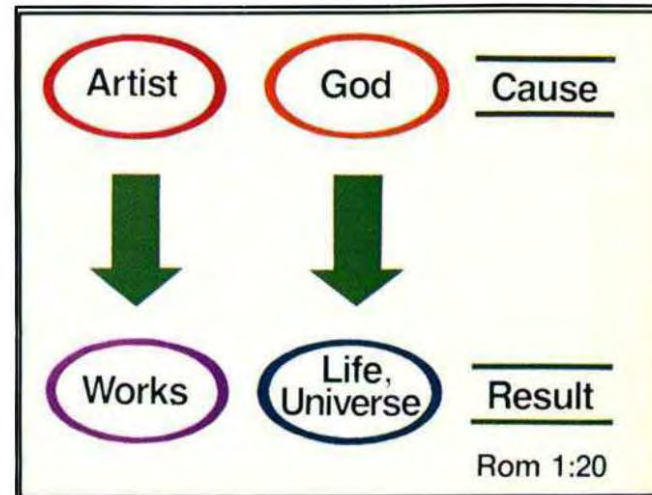 Artist
God
Cause
Works
Life,
Universe
Result
Rom 1:20